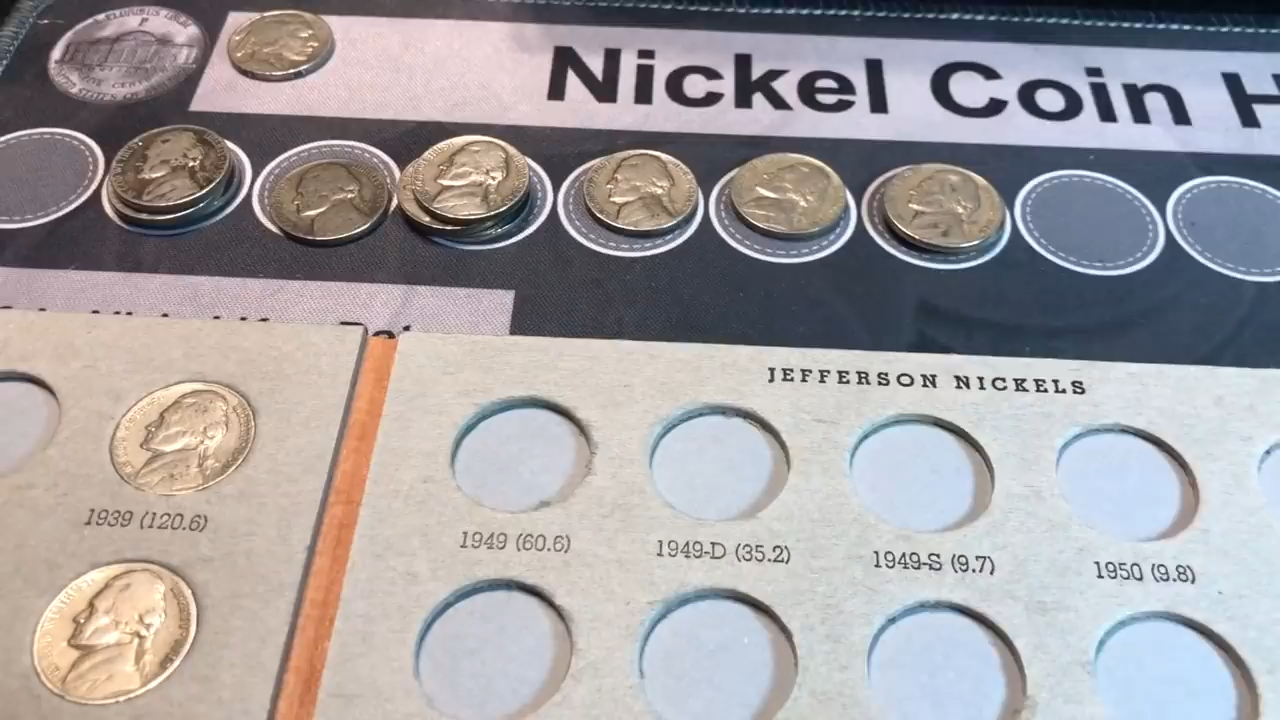 Nickel Coin H
JEFFERSON NICKELS
1939 (120.6)
1949 (60.6)
1949-D (35.2)
1949-S (9.7)
1950 (9.8)